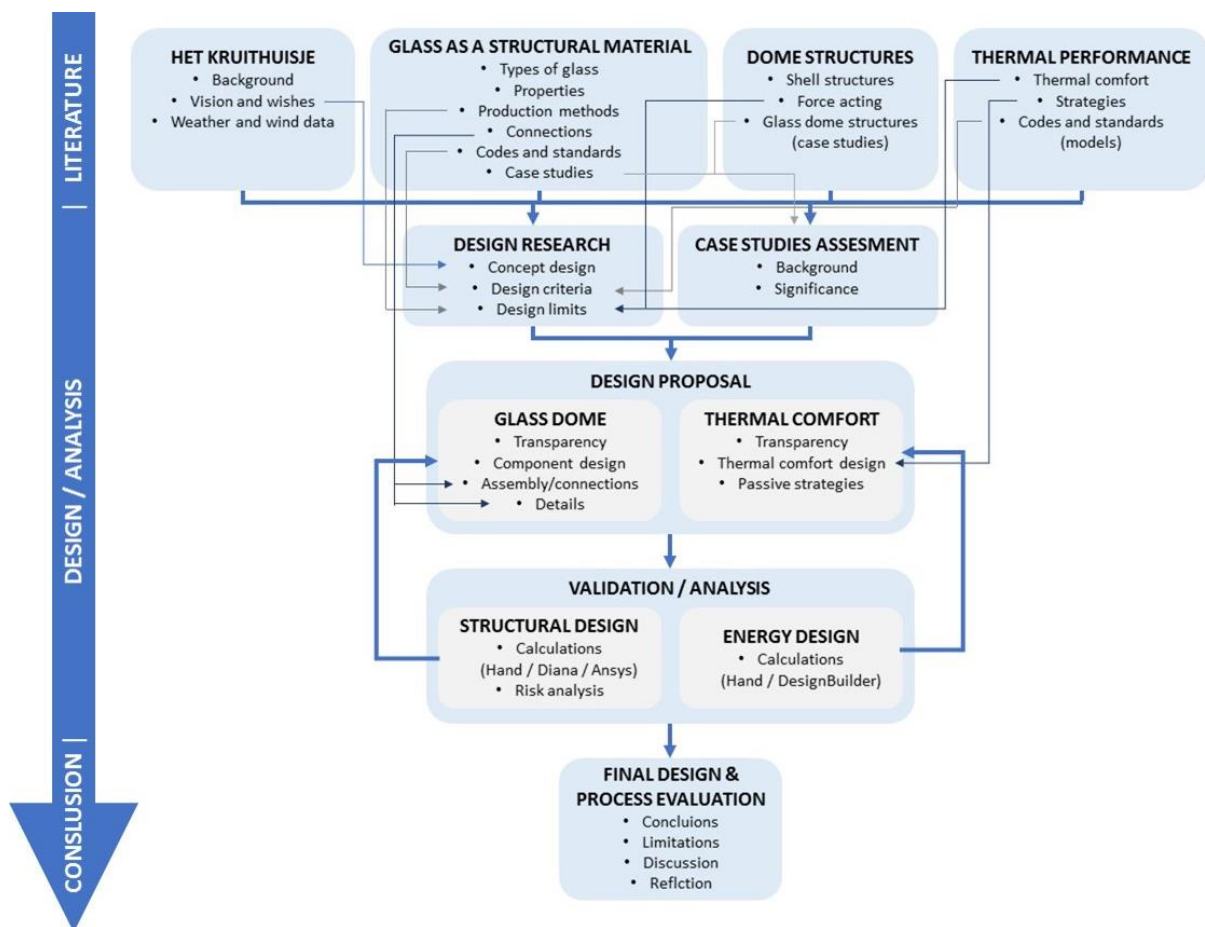 LITERATURE
HET KRUITHUISJE
• Background
• Vision and wishes
• Weather and wind data
GLASS AS A STRUCTURAL MATERIAL
• Types of glass
• Properties
• Production methods
• Connections
• Codes and standards
• Case studies
DOME STRUCTURES
• Shell structures
• Force acting
• Glass dome structures
(case studies)
THERMAL PERFORMANCE
• Thermal comfort
• Strategies
• Codes and standards
(models)
| DESIGN / ANALYSIS |
DESIGN RESEARCH
• Concept design
• Design criteria
• Design limits
CASE STUDIES ASSESMENT
• Background
• Significance
DESIGN PROPOSAL
GLASS DOME
• Transparency
• Component design
• Assembly/connections
• Details
THERMAL COMFORT
• Transparency
• Thermal comfort design
• Passive strategies
VALIDATION / ANALYSIS
STRUCTURAL DESIGN
• Calculations
(Hand / Diana / Ansys)
• Risk analysis
ENERGY DESIGN
• Calculations
(Hand / DesignBuilder)
CONSLUSION
FINAL DESIGN &
PROCESS EVALUATION
• Concluions
• Limitations
• Discussion
• Reflction